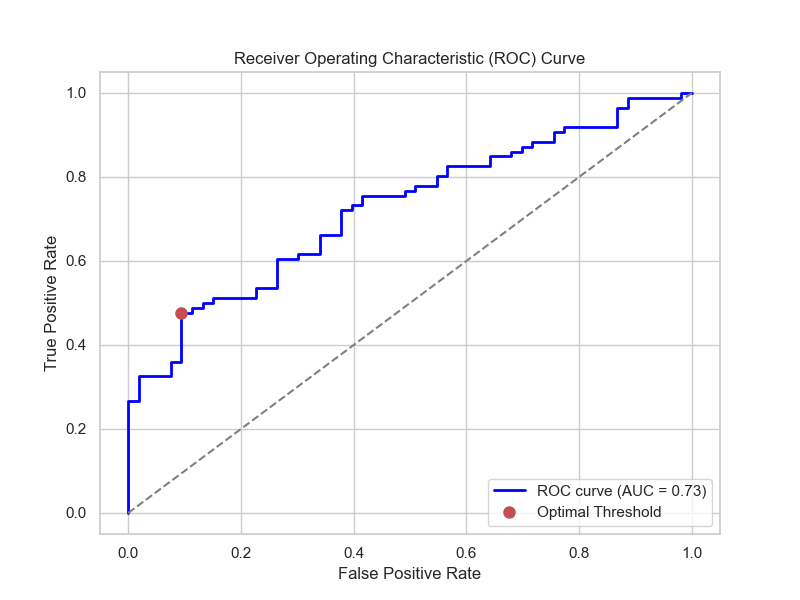 Receiver Operating Characteristic (ROC) Curve
True Positive Rate
1.0
0.8
0.6
0.4
0.2
0.0
ROC curve (AUC = 0.73)
Optimal Threshold
0.0 0.2 0.4 0.6 0.8 1.0
False Positive Rate